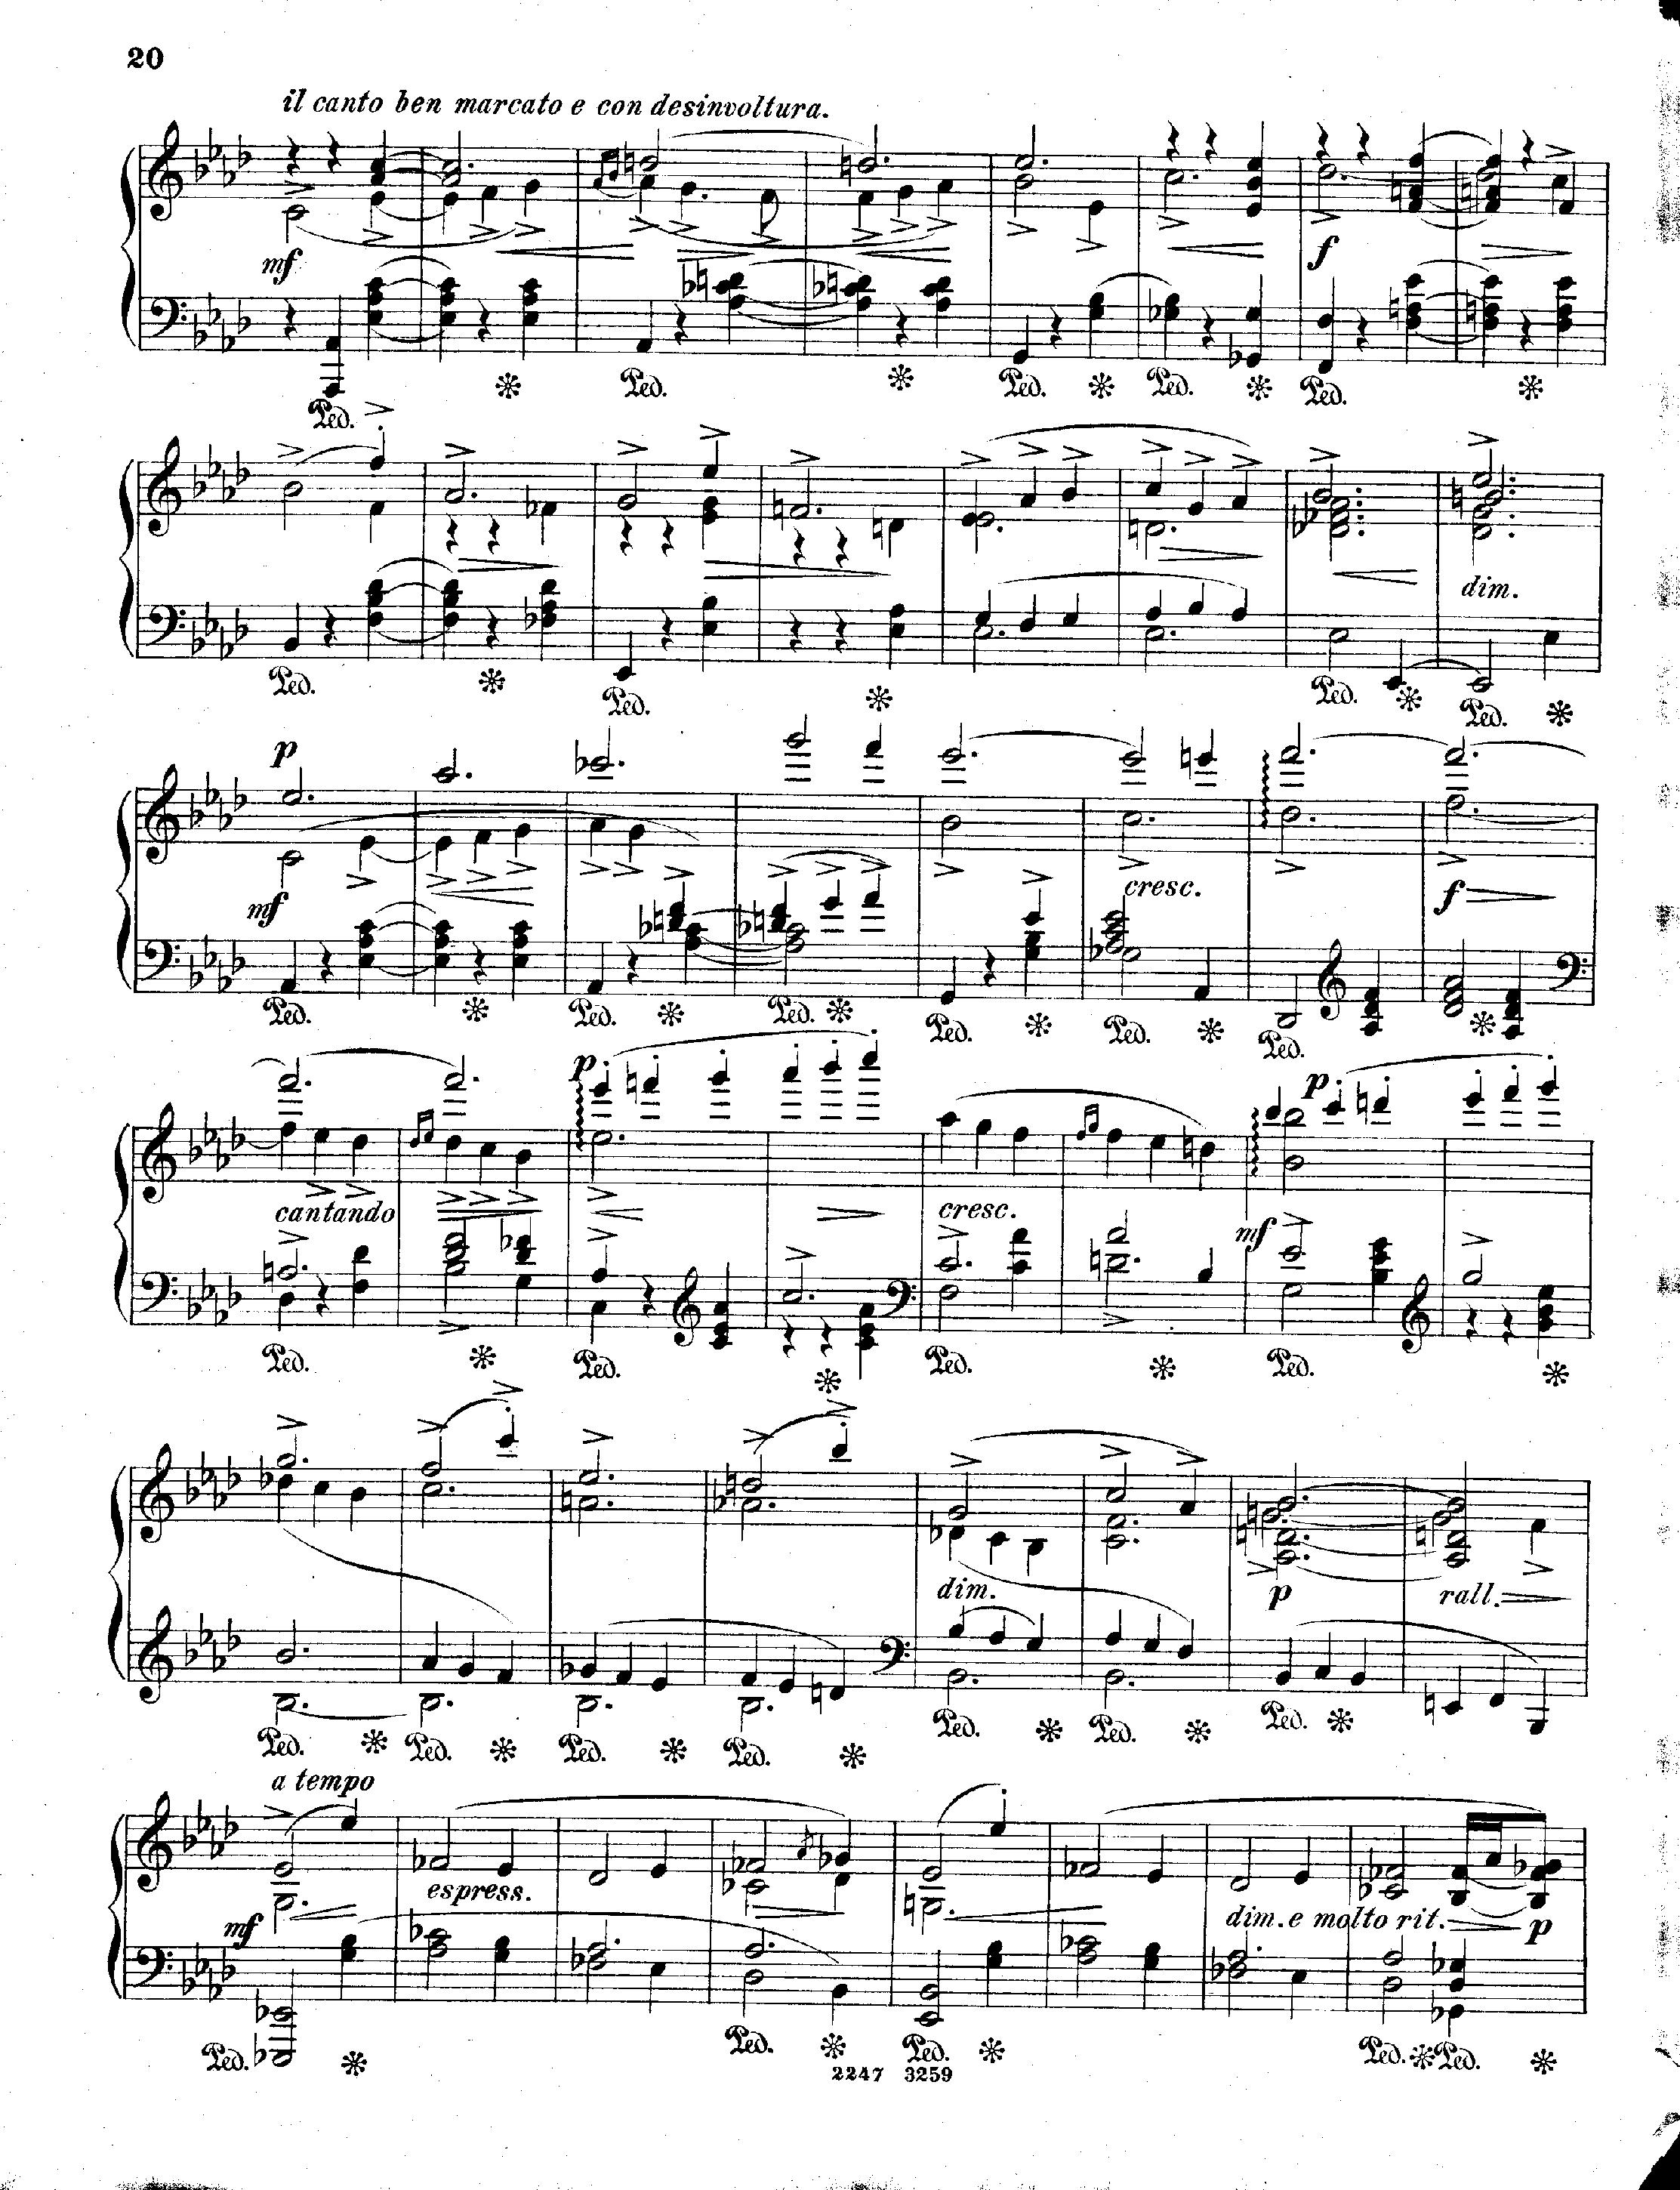 20
il canto ben marcato e con desinvoltura.
mf f
Ped. Ped. Ped. Ped. Ped.
dim.
Ped. Ped. Ped. Ped.
p
mf cresc. f
Ped. Ped. Ped. Ped. Ped. Ped.
p p
cantando cresc. mf
Ped. Ped. Ped. Ped.
dim. p rall.
Ped. Ped. Ped. Ped. Ped. Ped. Ped.
a tempo
mf espress. dim. e molto rit. p
Ped. Ped. Ped. Ped. Ped.
2247 3259